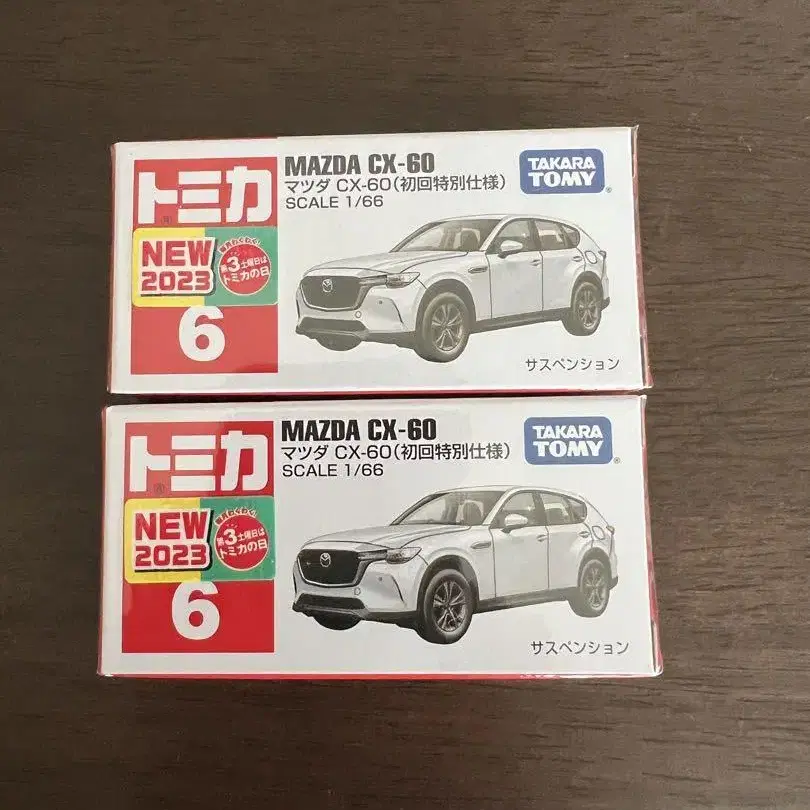 トミカ
MAZDA CX-60
マツダ CX-60(初回特別仕様)
SCALE 1/66
TAKARA
TOMY
NEW
2023
第3土曜日は
トミカの日
6
サスペンション
トミカ
MAZDA CX-60
マツダ CX-60(初回特別仕様)
SCALE 1/66
TAKARA
TOMY
NEW
2023
第3土曜日は
トミカの日
6
サスペンション